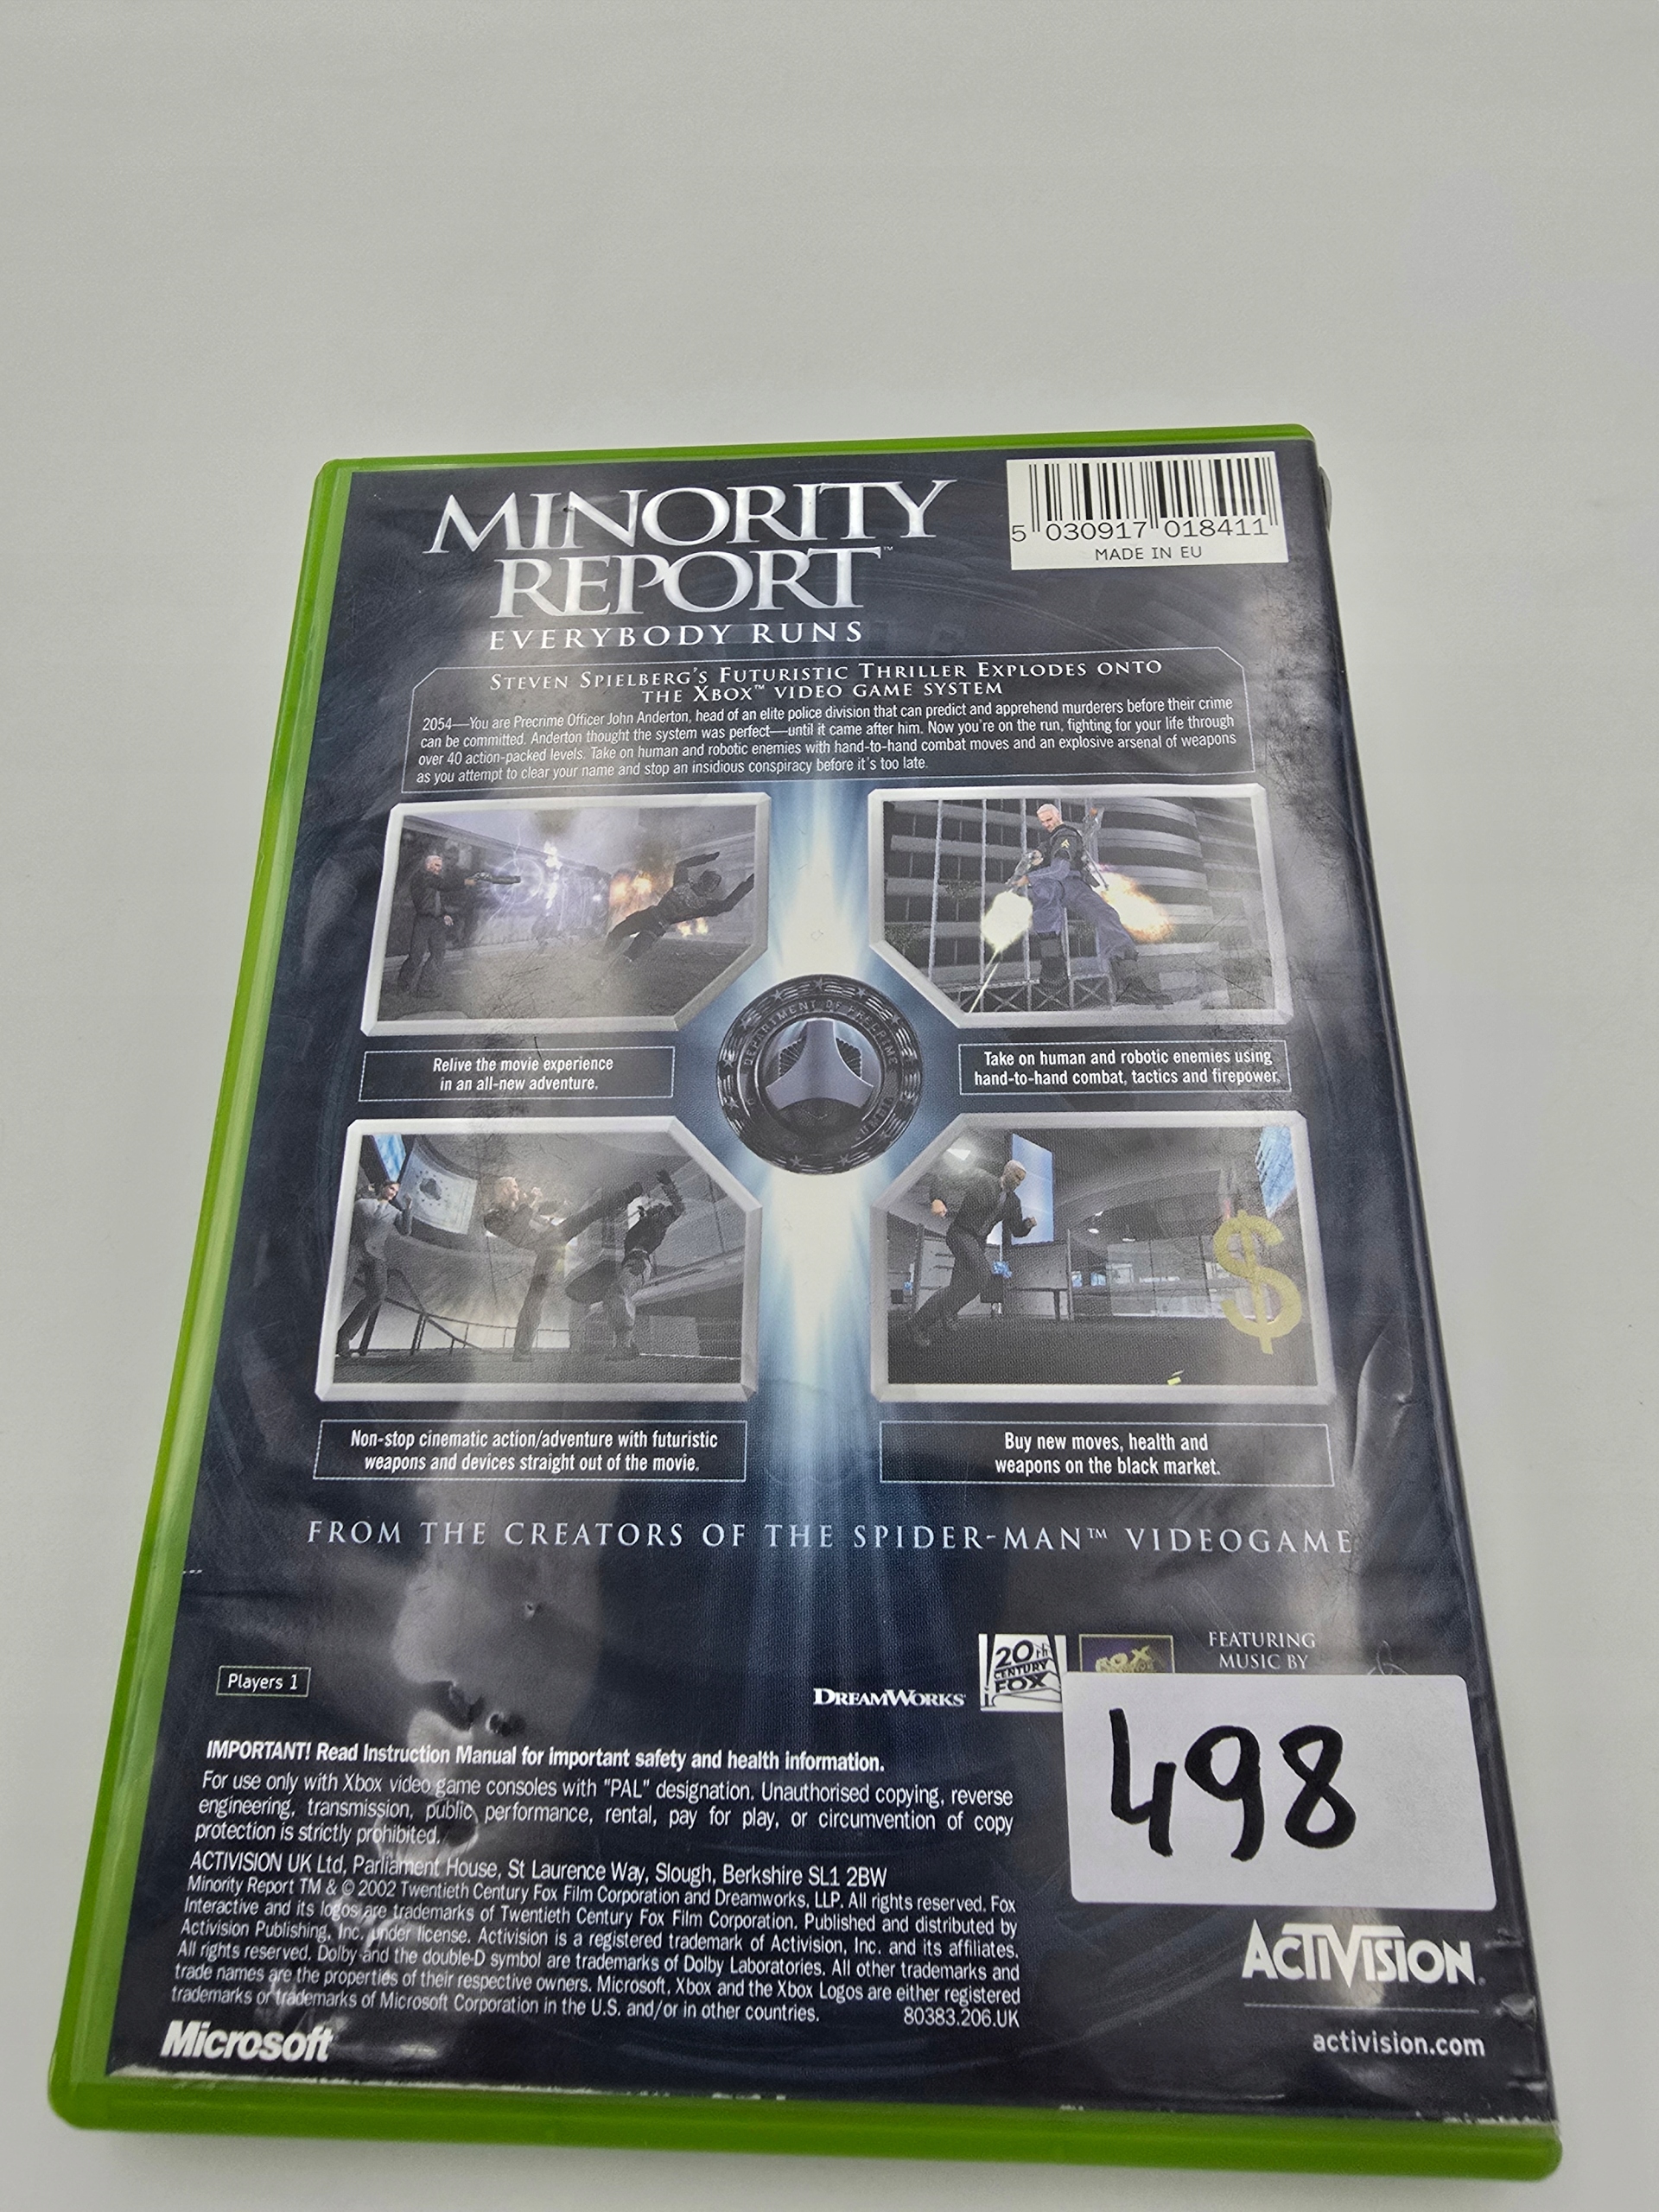 MINORITY
REPORT™
EVERYBODY RUNS
5 030917 018411
MADE IN EU
STEVEN SPIELBERG'S FUTURISTIC THRILLER EXPLODES ONTO
THE XBOX™ VIDEO GAME SYSTEM
2054—You are Precrime Officer John Anderton, head of an elite police division that can predict and apprehend murderers before their crime
can be committed. Anderton thought the system was perfect—until it came after him. Now you're on the run, fighting for your life through
over 40 action-packed levels. Take on human and robotic enemies with hand-to-hand combat moves and an explosive arsenal of weapons
as you attempt to clear your name and stop an insidious conspiracy before it's too late.
DEPARTMENT OF PRECRIME
Relive the movie experience
in an all-new adventure.
Take on human and robotic enemies using
hand-to-hand combat, tactics and firepower.
$
Non-stop cinematic action/adventure with futuristic
weapons and devices straight out of the movie.
Buy new moves, health and
weapons on the black market.
FROM THE CREATORS OF THE SPIDER-MAN™ VIDEOGAME
Players 1
DREAMWORKS
20th
CENTURY
FOX
FOX
FEATURING
MUSIC BY
498
IMPORTANT! Read Instruction Manual for important safety and health information.
For use only with Xbox video game consoles with "PAL" designation. Unauthorised copying, reverse
engineering, transmission, public performance, rental, pay for play, or circumvention of copy
protection is strictly prohibited.
ACTIVISION UK Ltd, Parliament House, St Laurence Way, Slough, Berkshire SL1 2BW
Minority Report TM & © 2002 Twentieth Century Fox Film Corporation and Dreamworks, LLP. All rights reserved. Fox
Interactive and its logos are trademarks of Twentieth Century Fox Film Corporation. Published and distributed by
Activision Publishing, Inc. under license. Activision is a registered trademark of Activision, Inc. and its affiliates.
All rights reserved. Dolby and the double-D symbol are trademarks of Dolby Laboratories. All other trademarks and
trade names are the properties of their respective owners. Microsoft, Xbox and the Xbox Logos are either registered
trademarks or trademarks of Microsoft Corporation in the U.S. and/or in other countries. 80383.206.UK
Microsoft
ACTIVISION.
activision.com